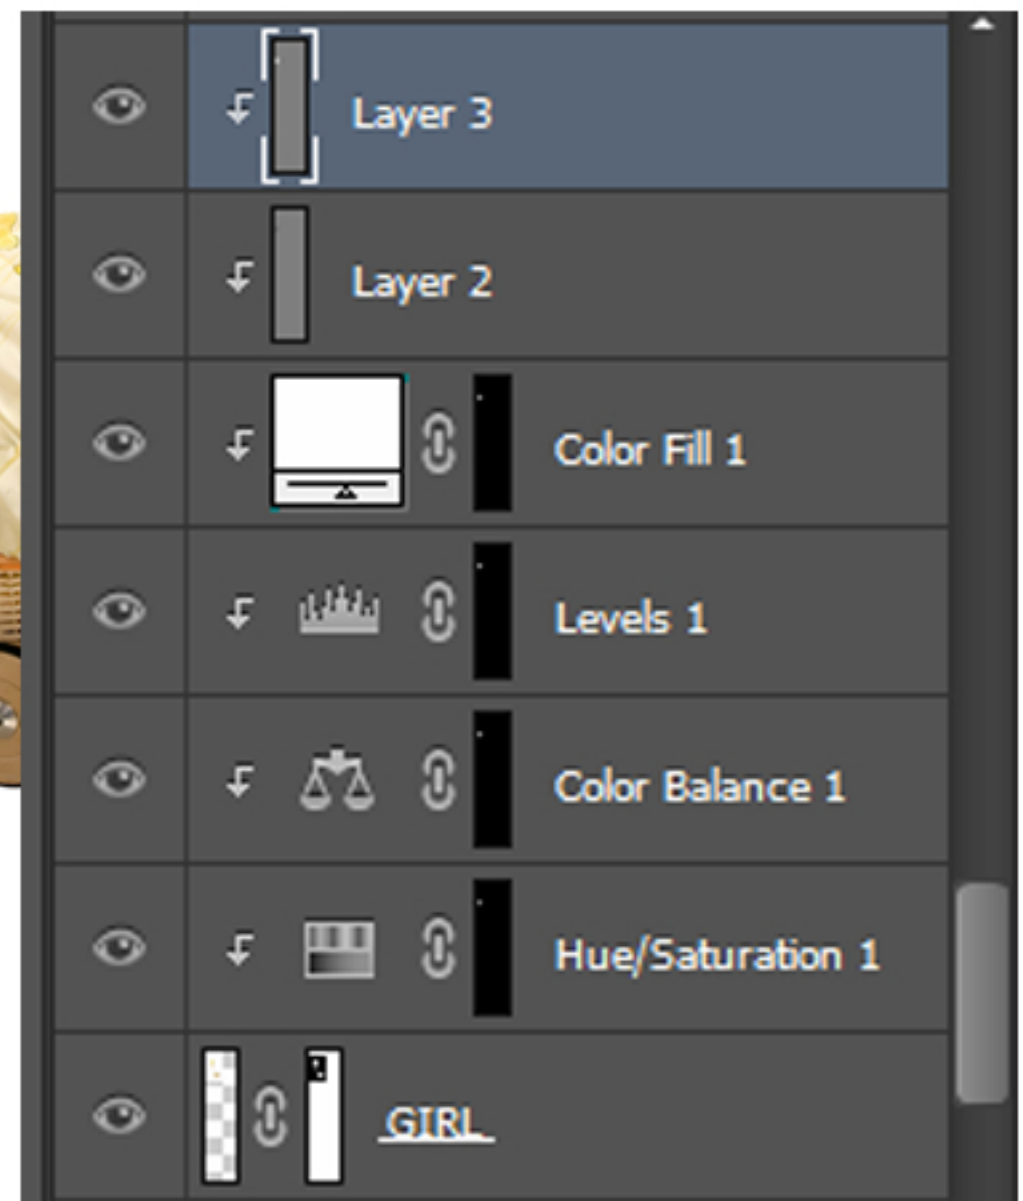 Layer 3
Layer 2
Color Fill 1
Levels 1
Color Balance 1
Hue/Saturation 1
GIRL